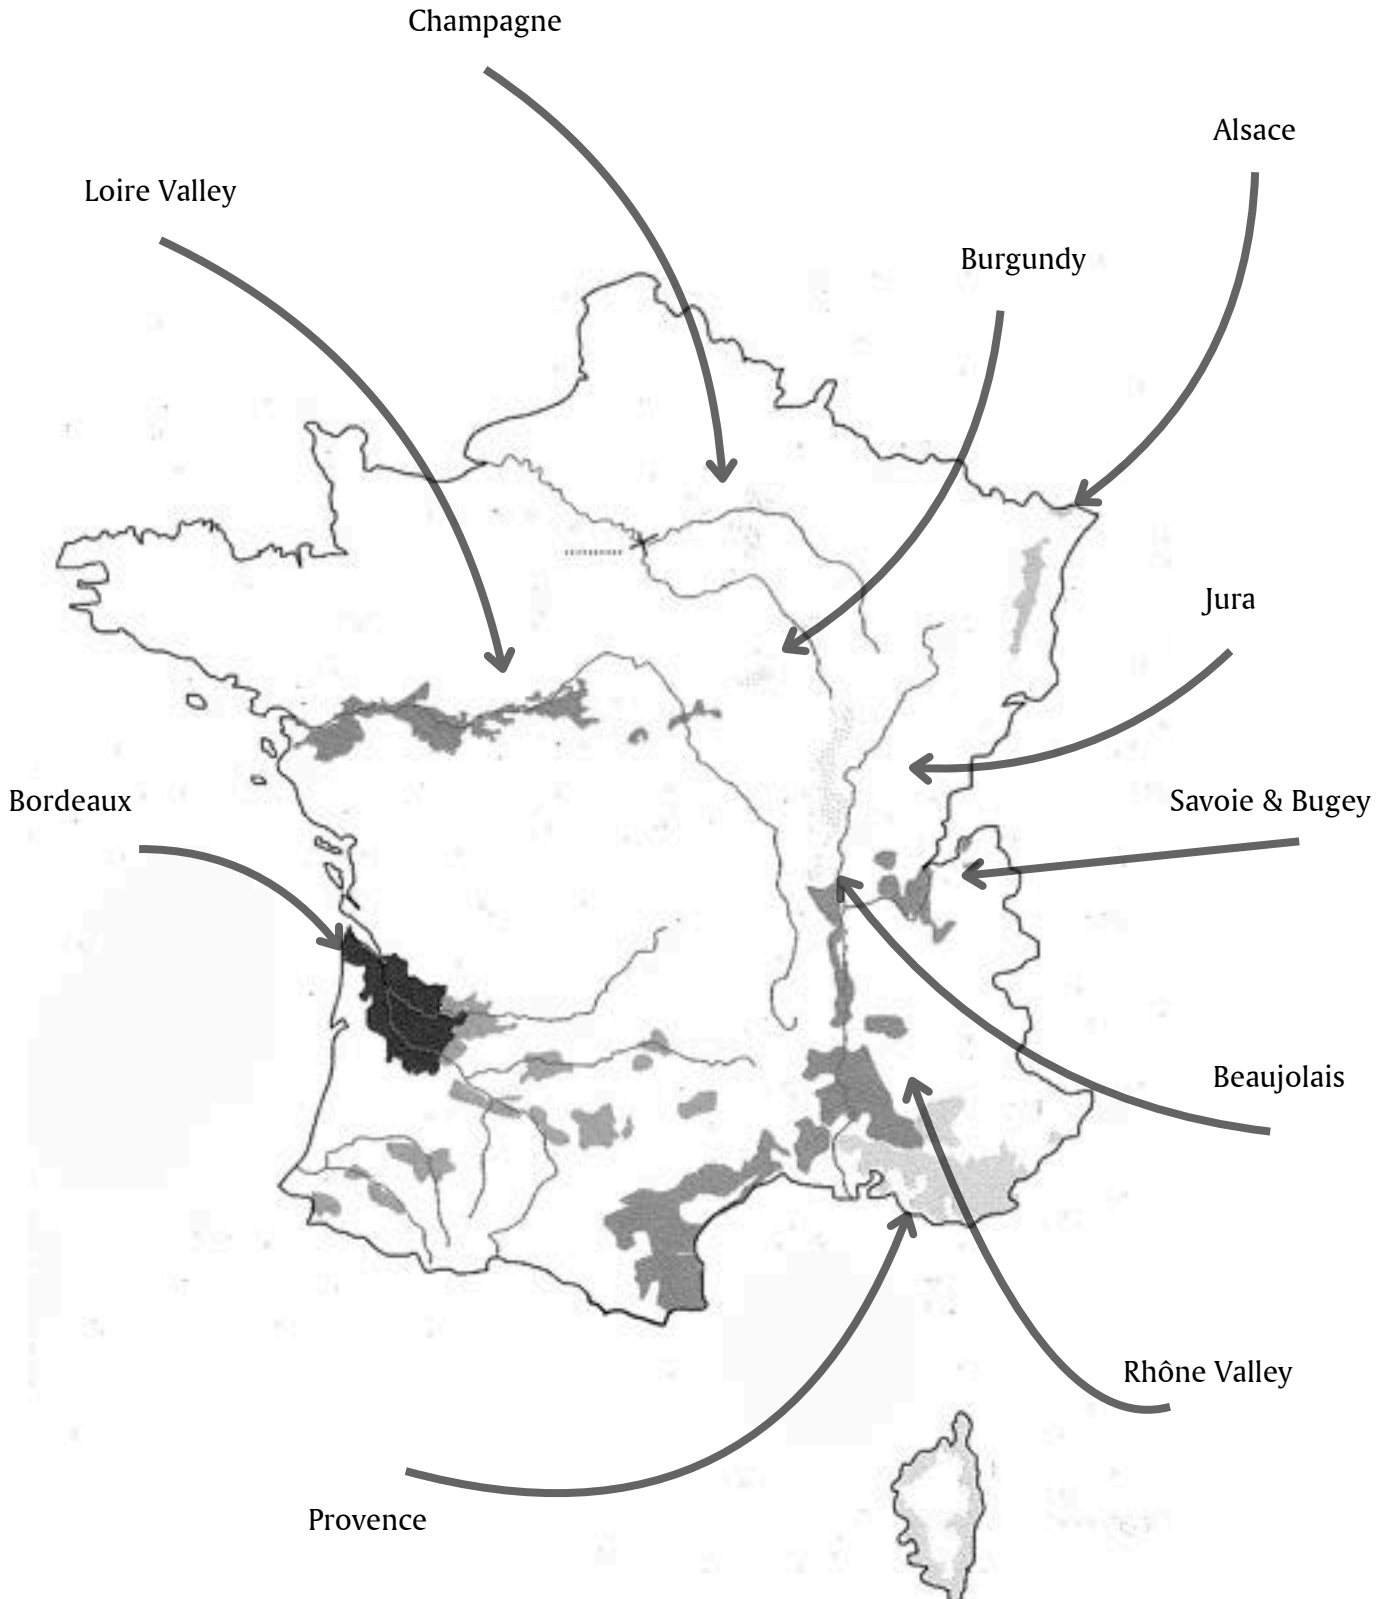 Champagne
Alsace
Loire Valley
Burgundy
Jura
Bordeaux
Savoie & Bugey
Beaujolais
Rhône Valley
Provence